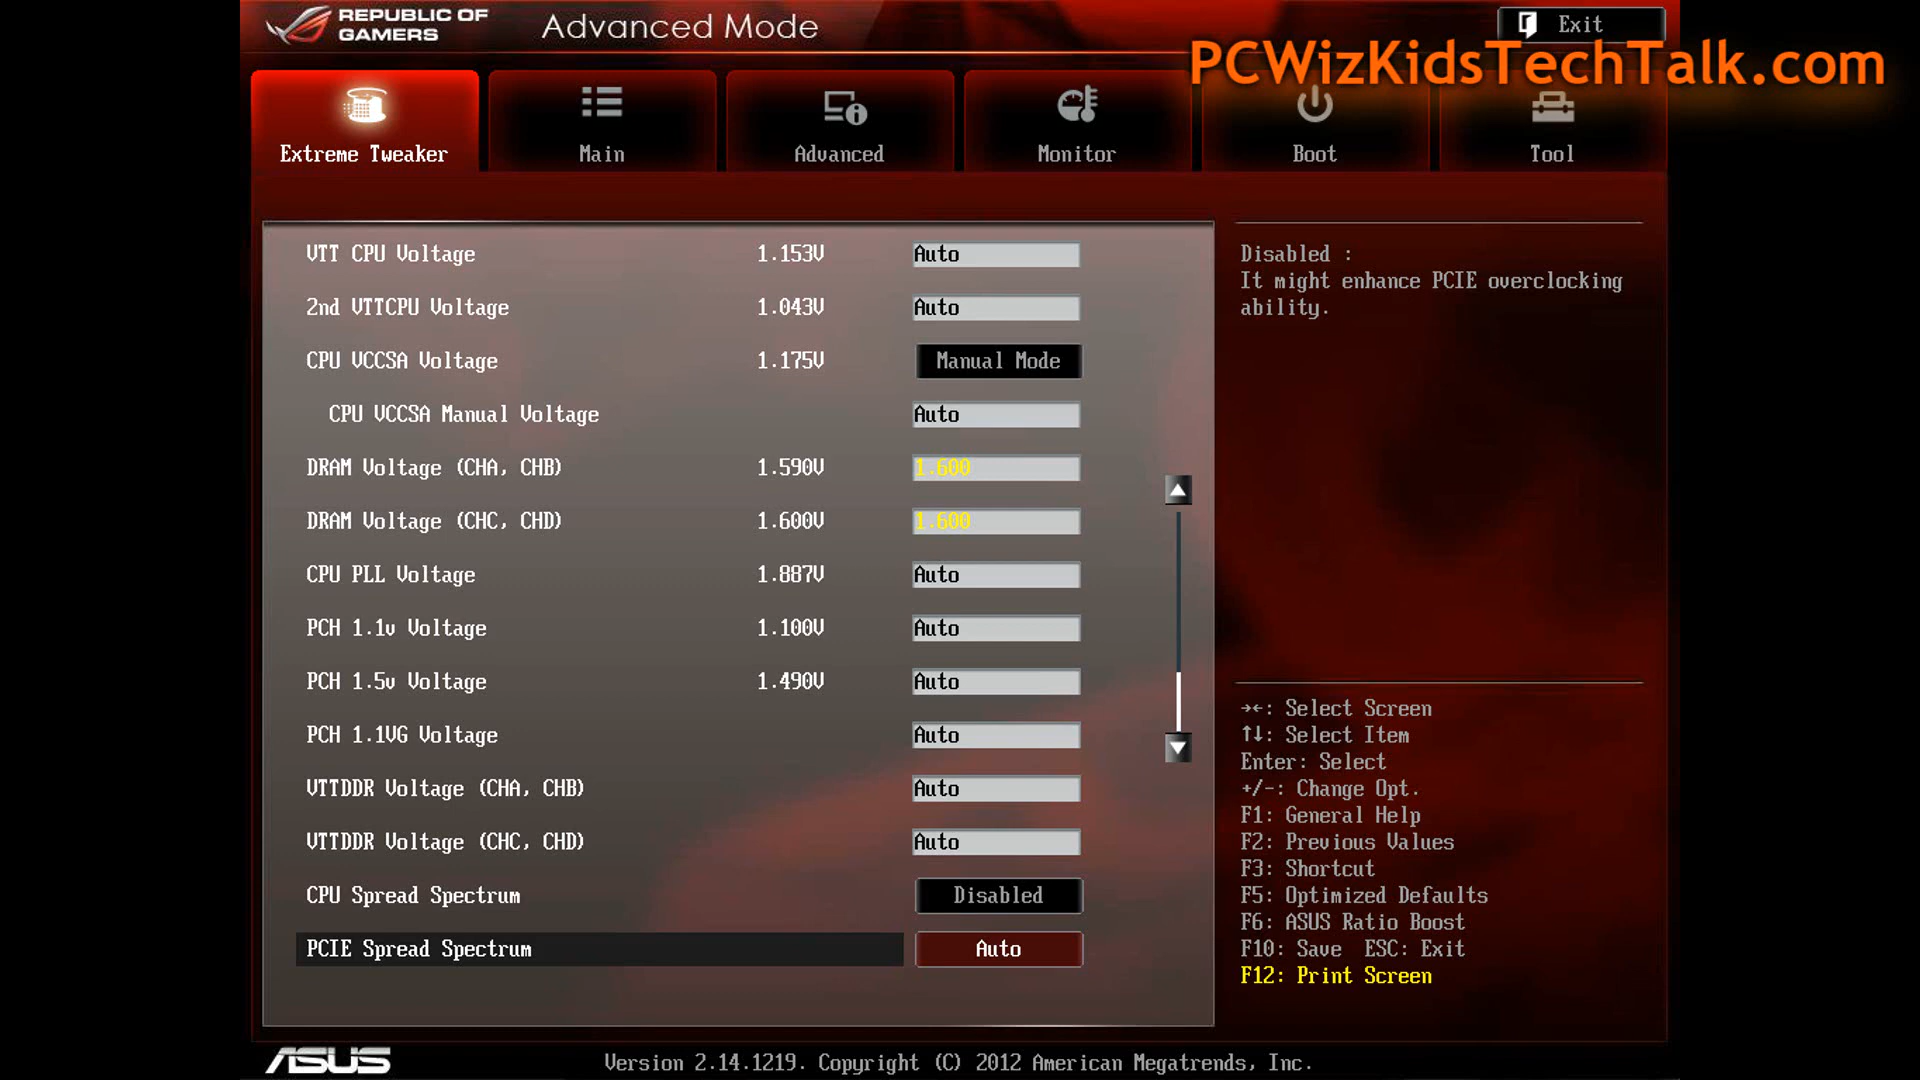 REPUBLIC OF
GAMERS
Advanced Mode
Exit
PCWizKidsTechTalk.com
Extreme Tweaker
Main
Advanced
Monitor
Boot
Tool
VTT CPU Voltage 1.153V Auto
2nd VTTCPU Voltage 1.043V Auto
CPU VCCSA Voltage 1.175V Manual Mode
CPU VCCSA Manual Voltage Auto
DRAM Voltage (CHA, CHB) 1.590V 1.600
DRAM Voltage (CHC, CHD) 1.600V 1.600
CPU PLL Voltage 1.887V Auto
PCH 1.1v Voltage 1.100V Auto
PCH 1.5v Voltage 1.490V Auto
PCH 1.1VG Voltage Auto
VTTDDR Voltage (CHA, CHB) Auto
VTTDDR Voltage (CHC, CHD) Auto
CPU Spread Spectrum Disabled
PCIE Spread Spectrum Auto
Disabled :
It might enhance PCIE overclocking
ability.
→←: Select Screen
↑↓: Select Item
Enter: Select
+/-: Change Opt.
F1: General Help
F2: Previous Values
F3: Shortcut
F5: Optimized Defaults
F6: ASUS Ratio Boost
F10: Save ESC: Exit
F12: Print Screen
ASUS
Version 2.14.1219. Copyright (C) 2012 American Megatrends, Inc.